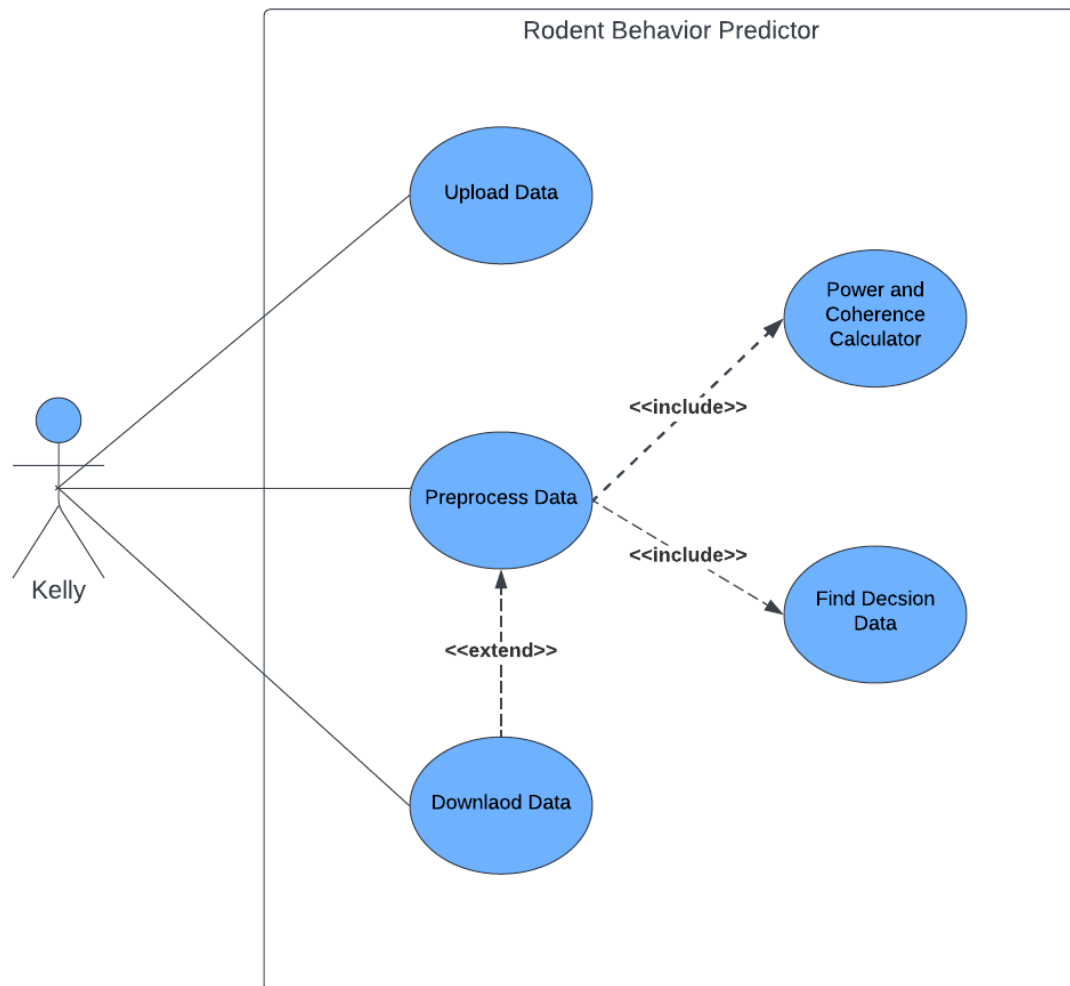 Rodent Behavior Predictor
Upload Data
Power and
Coherence
Calculator
<<include>>
Preprocess Data
<<include>>
Kelly
Find Decsion
Data
<<extend>>
Downlaod Data